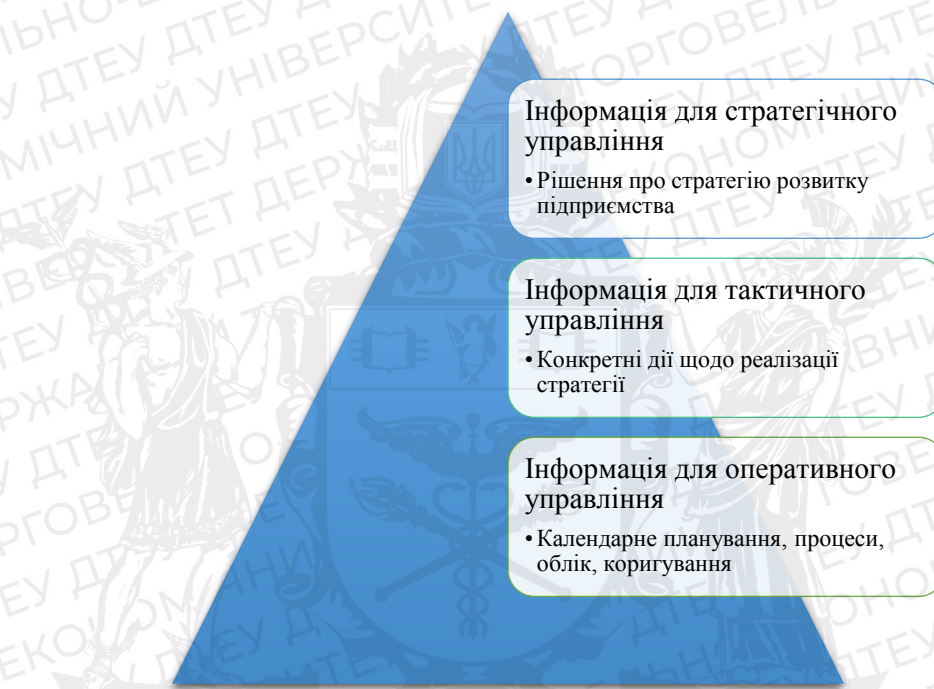 Інформація для стратегічного
управління
• Рішення про стратегію розвитку
підприємства
Інформація для тактичного
управління
• Конкретні дії щодо реалізації
стратегії
Інформація для оперативного
управління
• Календарне планування, процеси,
облік, коригування